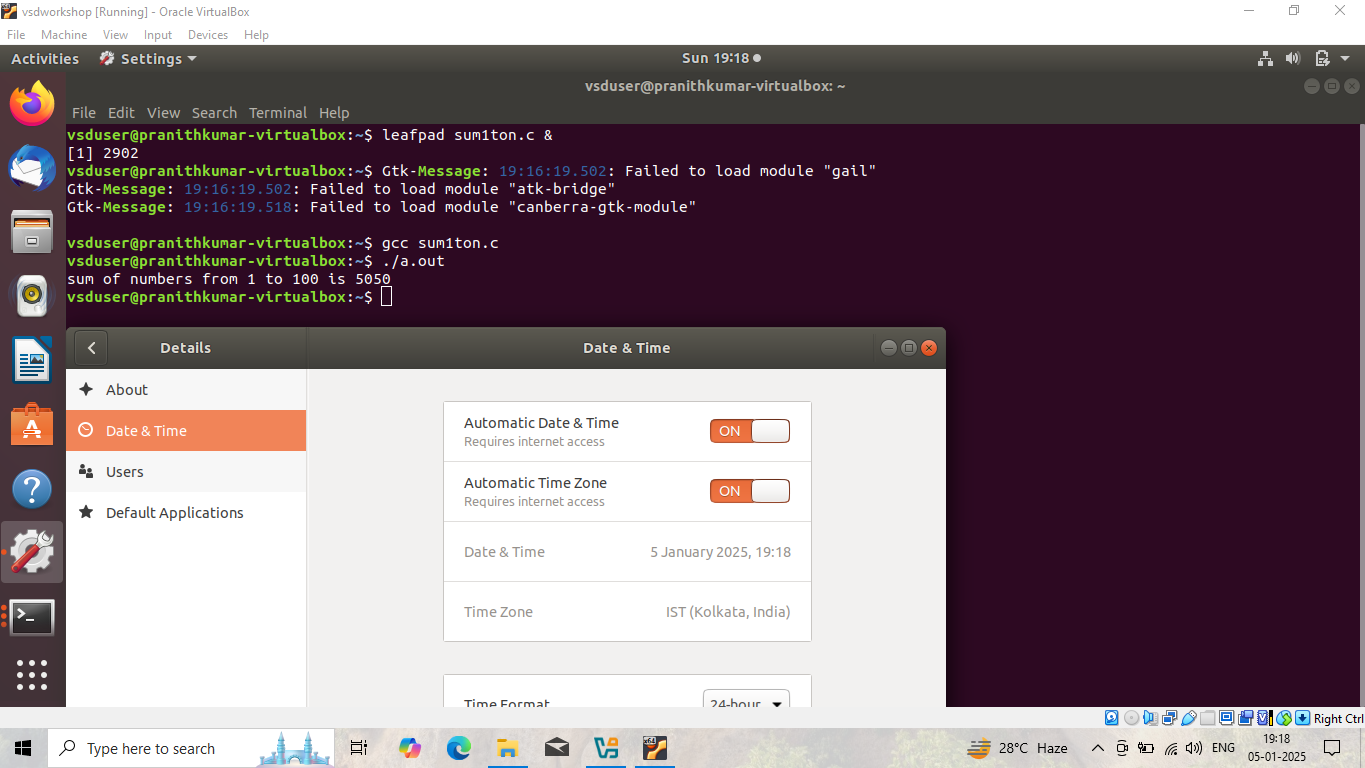 vsdworkshop [Running] - Oracle VirtualBox
File Machine View Input Devices Help
Activities Settings Sun 19:18
vsduser@pranithkumar-virtualbox: ~
File Edit View Search Terminal Help
vsduser@pranithkumar-virtualbox:~$ leafpad sum1ton.c &
[1] 2902
vsduser@pranithkumar-virtualbox:~$ Gtk-Message: 19:16:19.502: Failed to load module "gail"
Gtk-Message: 19:16:19.502: Failed to load module "atk-bridge"
Gtk-Message: 19:16:19.518: Failed to load module "canberra-gtk-module"
vsduser@pranithkumar-virtualbox:~$ gcc sum1ton.c
vsduser@pranithkumar-virtualbox:~$ ./a.out
sum of numbers from 1 to 100 is 5050
vsduser@pranithkumar-virtualbox:~$
Details
Date & Time
About
Date & Time
Users
Default Applications
Automatic Date & Time ON
Requires internet access
Automatic Time Zone ON
Requires internet access
Date & Time 5 January 2025, 19:18
Time Zone IST (Kolkata, India)
Time Format 24-hour
Right Ctrl
Type here to search
28°C Haze
ENG
19:18
05-01-2025